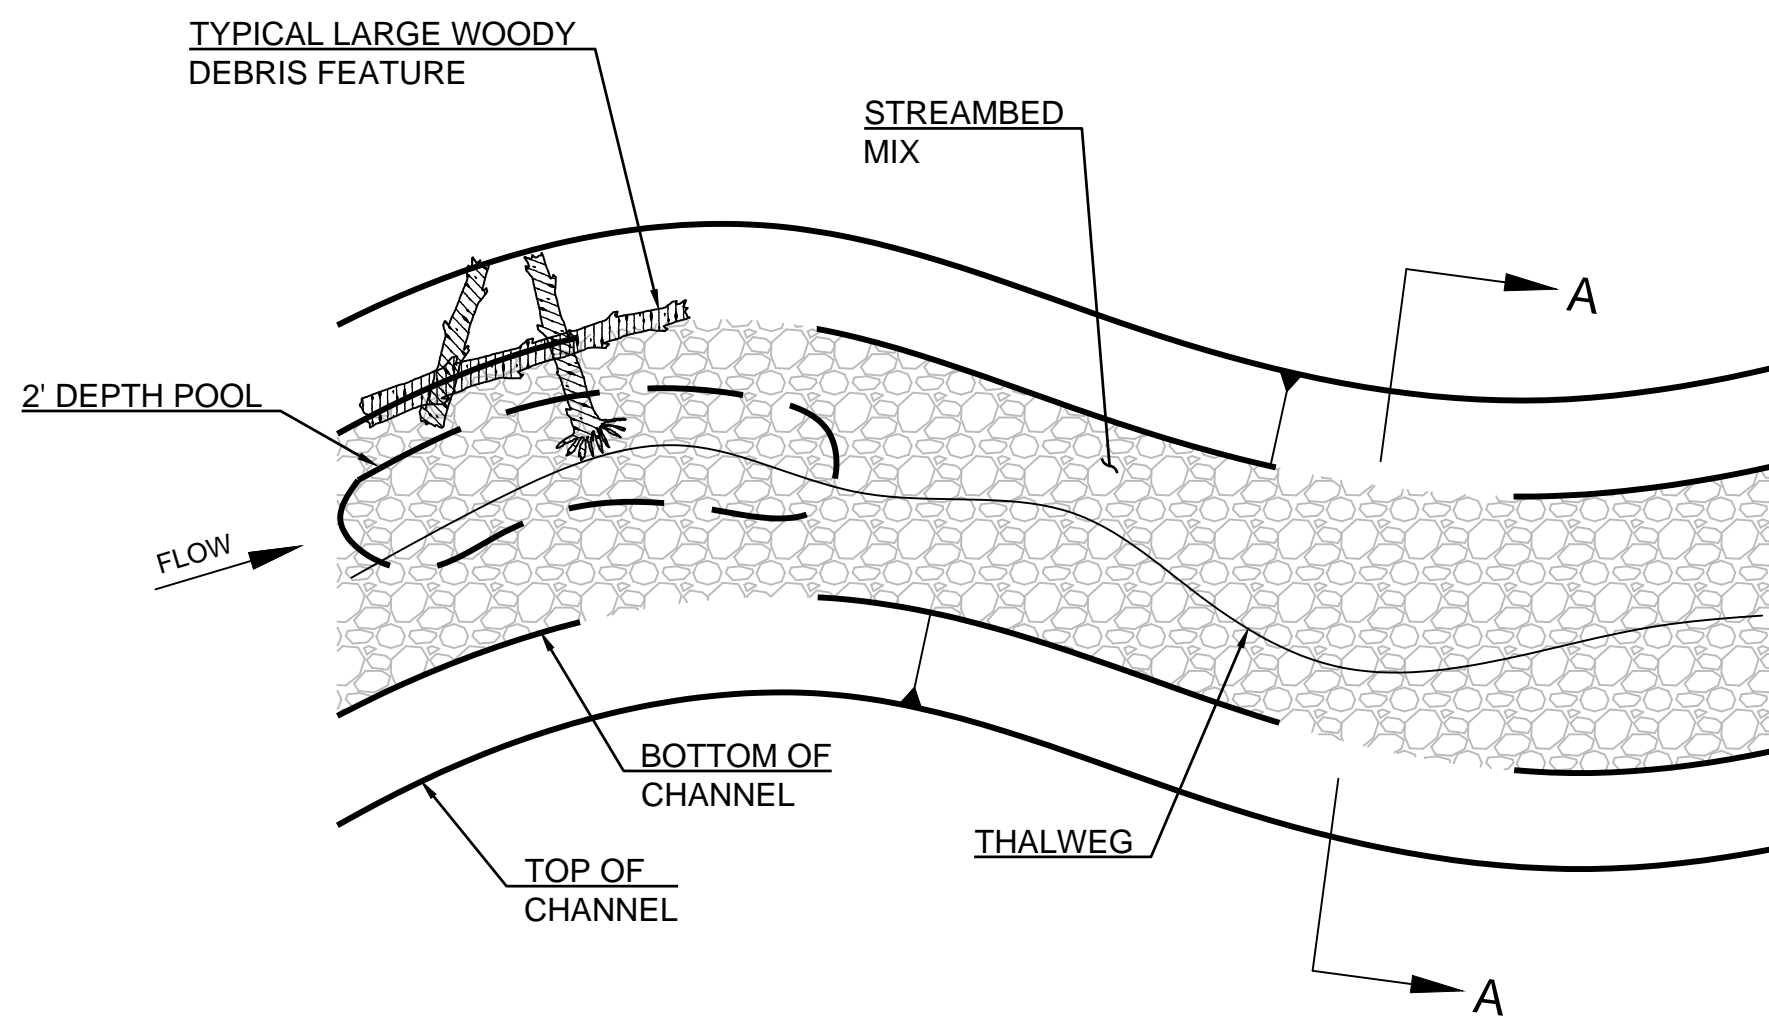 TYPICAL LARGE WOODY
DEBRIS FEATURE
STREAMBED
MIX
A
2' DEPTH POOL
FLOW
BOTTOM OF
CHANNEL
THALWEG
TOP OF
CHANNEL
A